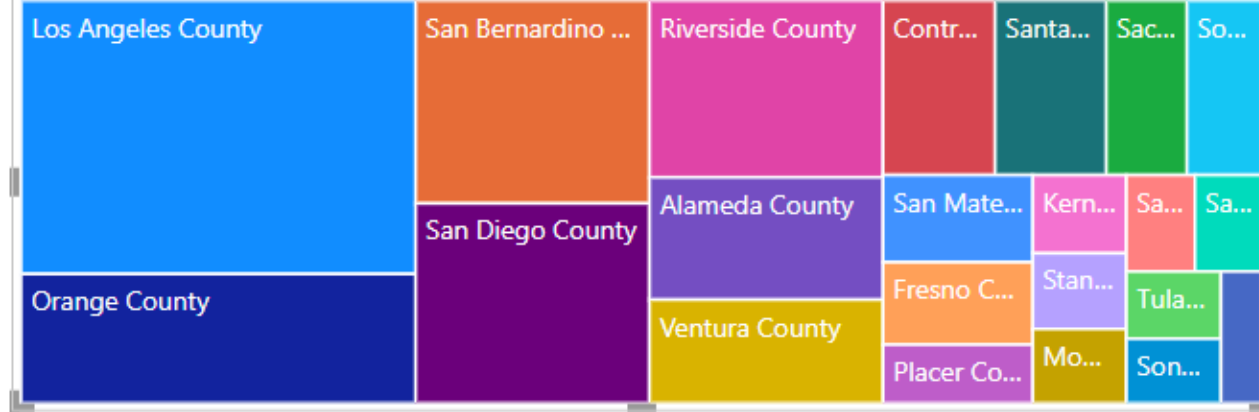 Los Angeles County
San Bernardino ...
Riverside County
Contr...
Santa...
Sac...
So...
Orange County
San Diego County
Alameda County
Ventura County
San Mate...
Kern...
Sa...
Sa...
Fresno C...
Stan...
Tula...
Placer Co...
Mo...
Son...